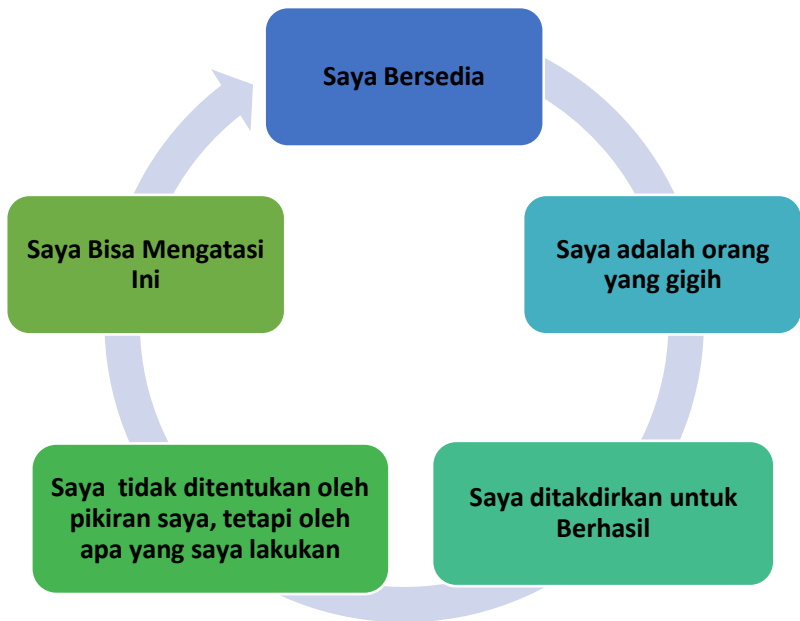 Saya Bersedia
Saya adalah orang
yang gigih
Saya ditakdirkan untuk
Berhasil
Saya  tidak ditentukan oleh
pikiran saya, tetapi oleh
apa yang saya lakukan
Saya Bisa Mengatasi
Ini